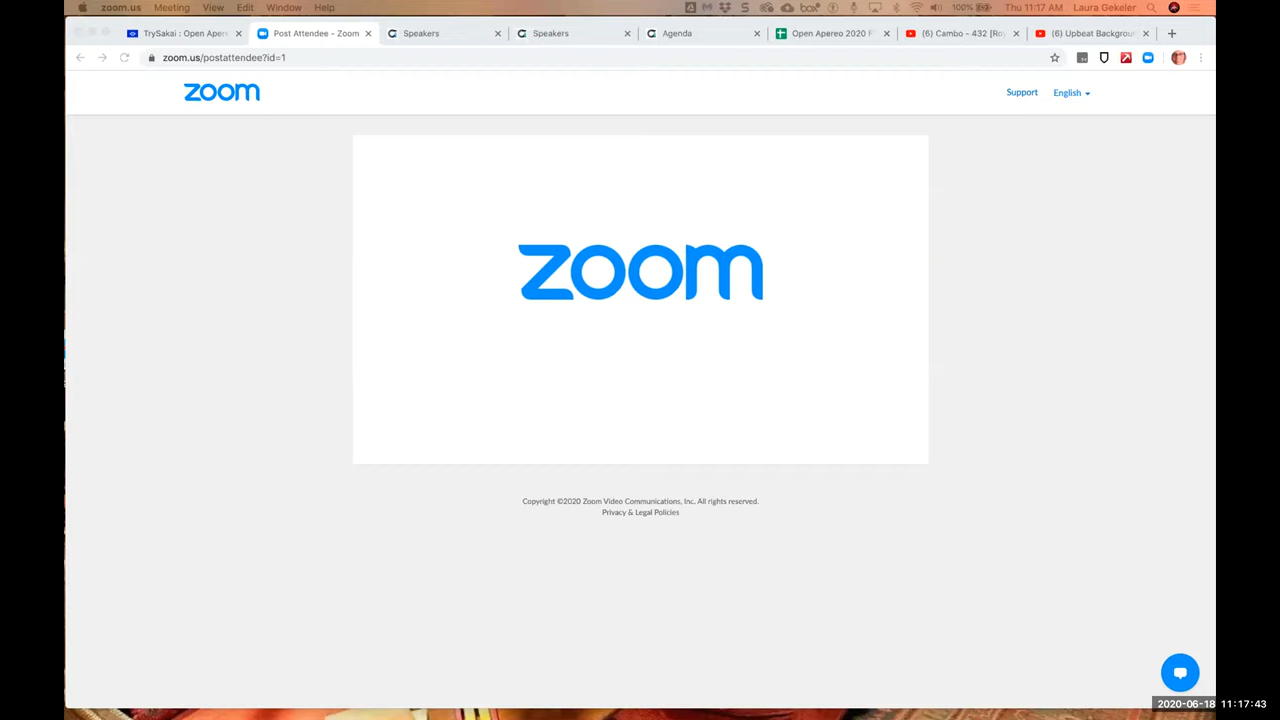 zoom.us Meeting View Edit Window Help 100% Thu 11:17 AM Laura Gekeler
TrySakai : Open Aper Post Attendee - Zoom Speakers Speakers Agenda Open Apereo 2020 (6) Cambo - 432 [Ro (6) Upbeat Backgroun
zoom.us/postattendee?id=1
zoom Support English
zoom
Copyright ©2020 Zoom Video Communications, Inc. All rights reserved.
Privacy & Legal Policies
2020-06-18 11:17:43